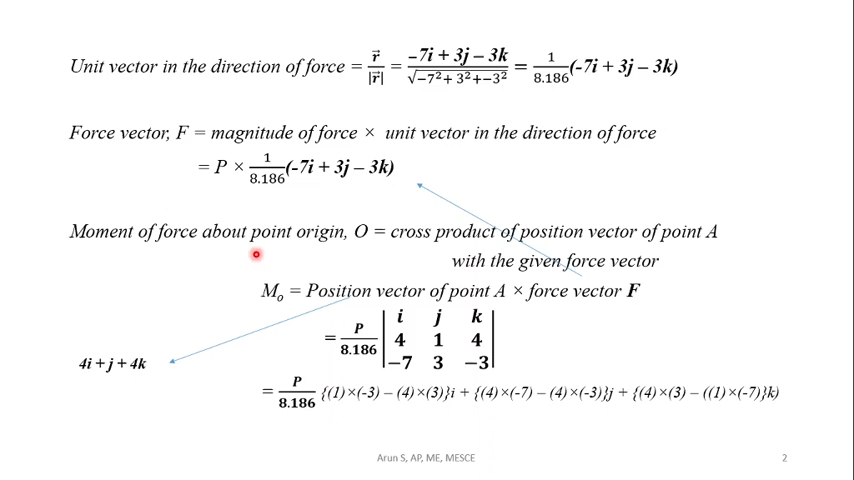 Unit vector in the direction of force = r⃗ / |r⃗| = −7i + 3j − 3k / √−7² + 3² + −3² = 1/8.186 (-7i + 3j – 3k)
Force vector, F = magnitude of force × unit vector in the direction of force
= P × 1/8.186 (-7i + 3j – 3k)
Moment of force about point origin, O = cross product of position vector of point A
with the given force vector
Mₒ = Position vector of point A × force vector F
= P/8.186 | i j k |
| 4 1 4 |
| −7 3 −3 |
4i + j + 4k
= P/8.186 {(1)×(-3) – (4)×(3)}i + {(4)×(-7) – (4)×(-3)}j + {(4)×(3) – ((1)×(-7)}k)
Arun S, AP, ME, MESCE
2